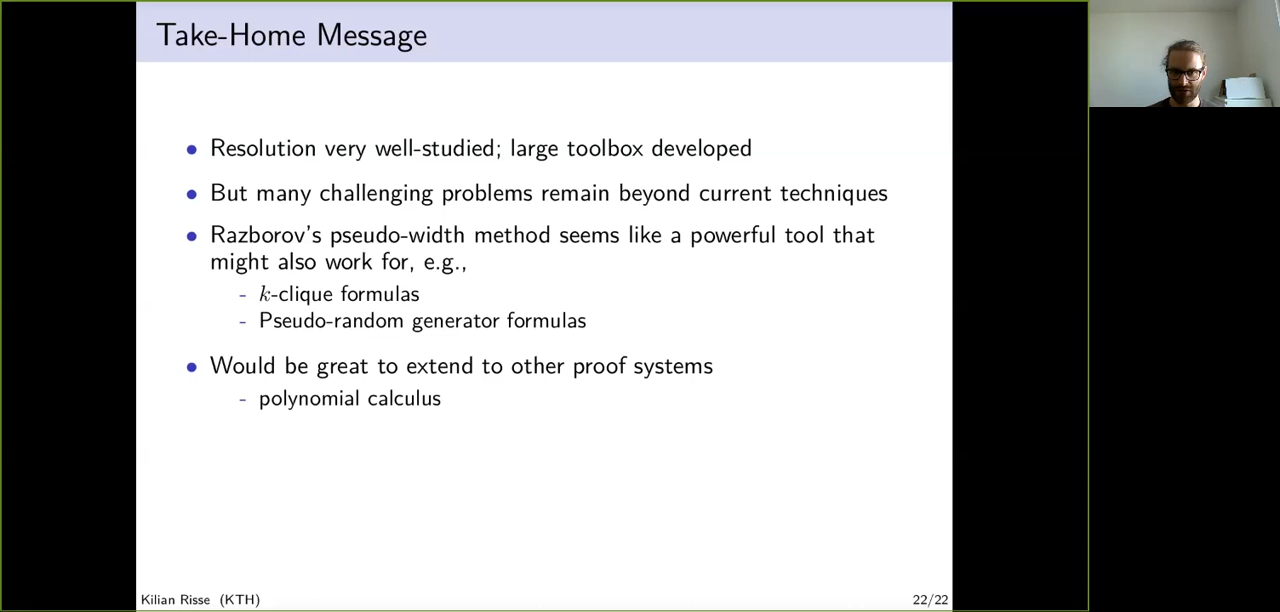 Take-Home Message
• Resolution very well-studied; large toolbox developed
• But many challenging problems remain beyond current techniques
• Razborov's pseudo-width method seems like a powerful tool that
might also work for, e.g.,
- k-clique formulas
- Pseudo-random generator formulas
• Would be great to extend to other proof systems
- polynomial calculus
Kilian Risse (KTH)
22/22